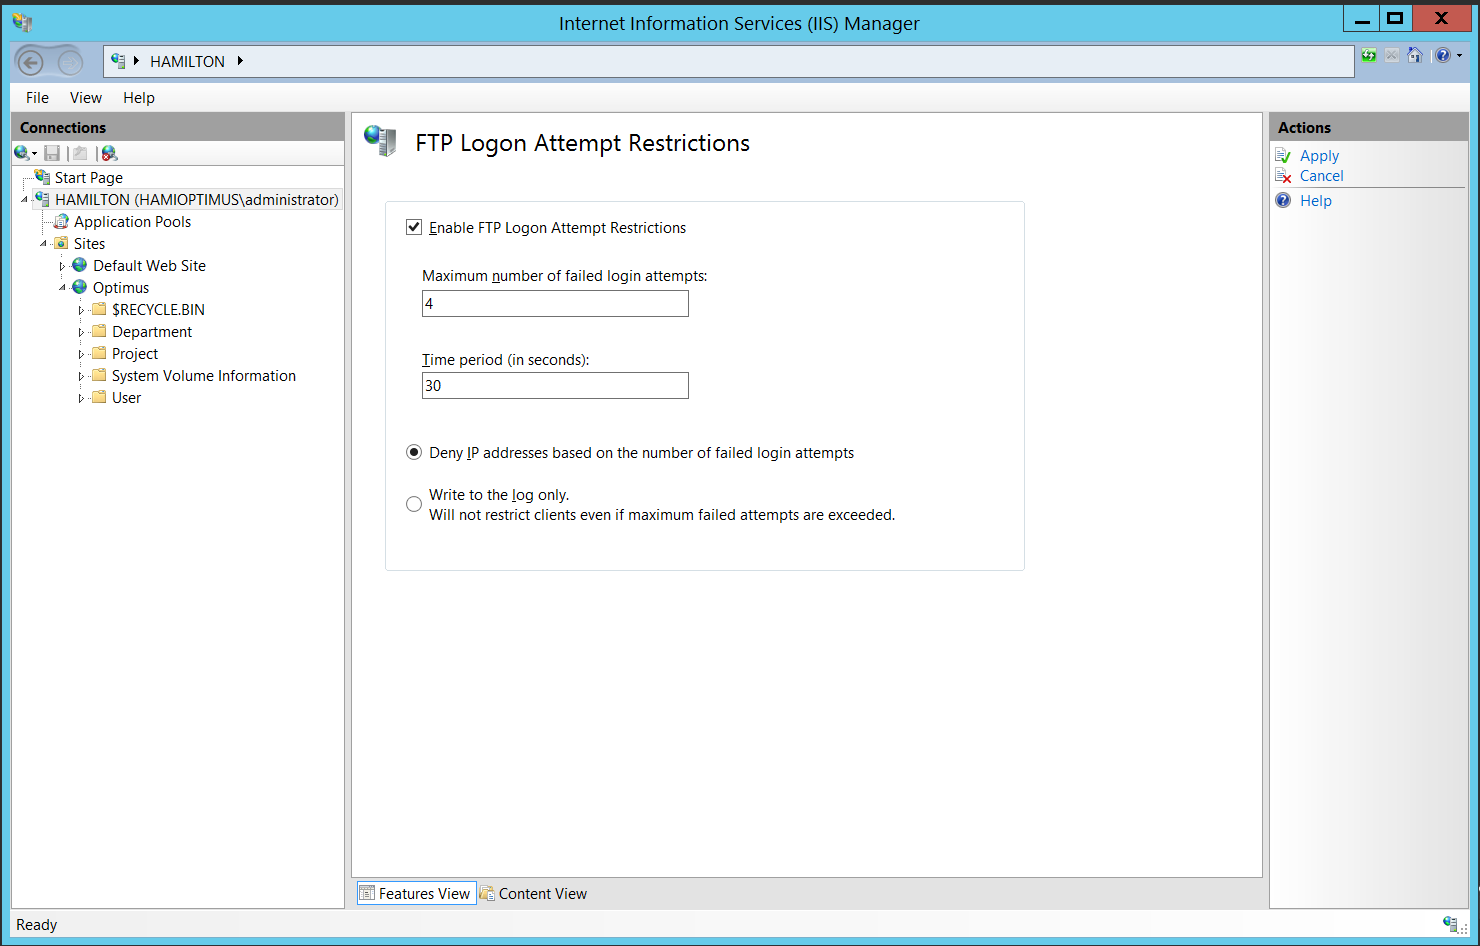 Internet Information Services (IIS) Manager
HAMILTON
File View Help
Connections
Start Page
HAMILTON (HAMIOPTIMUS\administrator)
Application Pools
Sites
Default Web Site
Optimus
$RECYCLE.BIN
Department
Project
System Volume Information
User
FTP Logon Attempt Restrictions
Enable FTP Logon Attempt Restrictions
Maximum number of failed login attempts:
4
Time period (in seconds):
30
Deny IP addresses based on the number of failed login attempts
Write to the log only.
Will not restrict clients even if maximum failed attempts are exceeded.
Features View Content View
Actions
Apply
Cancel
Help
Ready